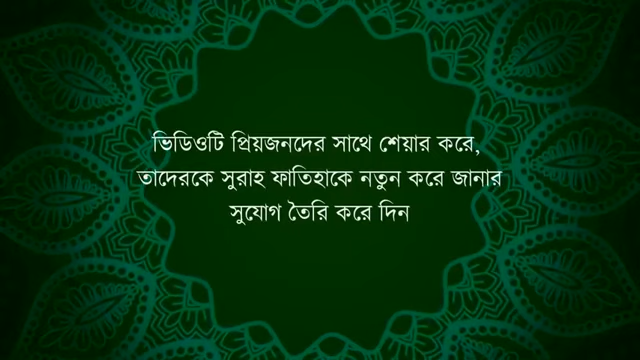 ভিডিওটি প্রিয়জনদের সাথে শেয়ার করে,
তাদেরকে সুরাহ ফাতিহাকে নতুন করে জানার
সুযোগ তৈরি করে দিন